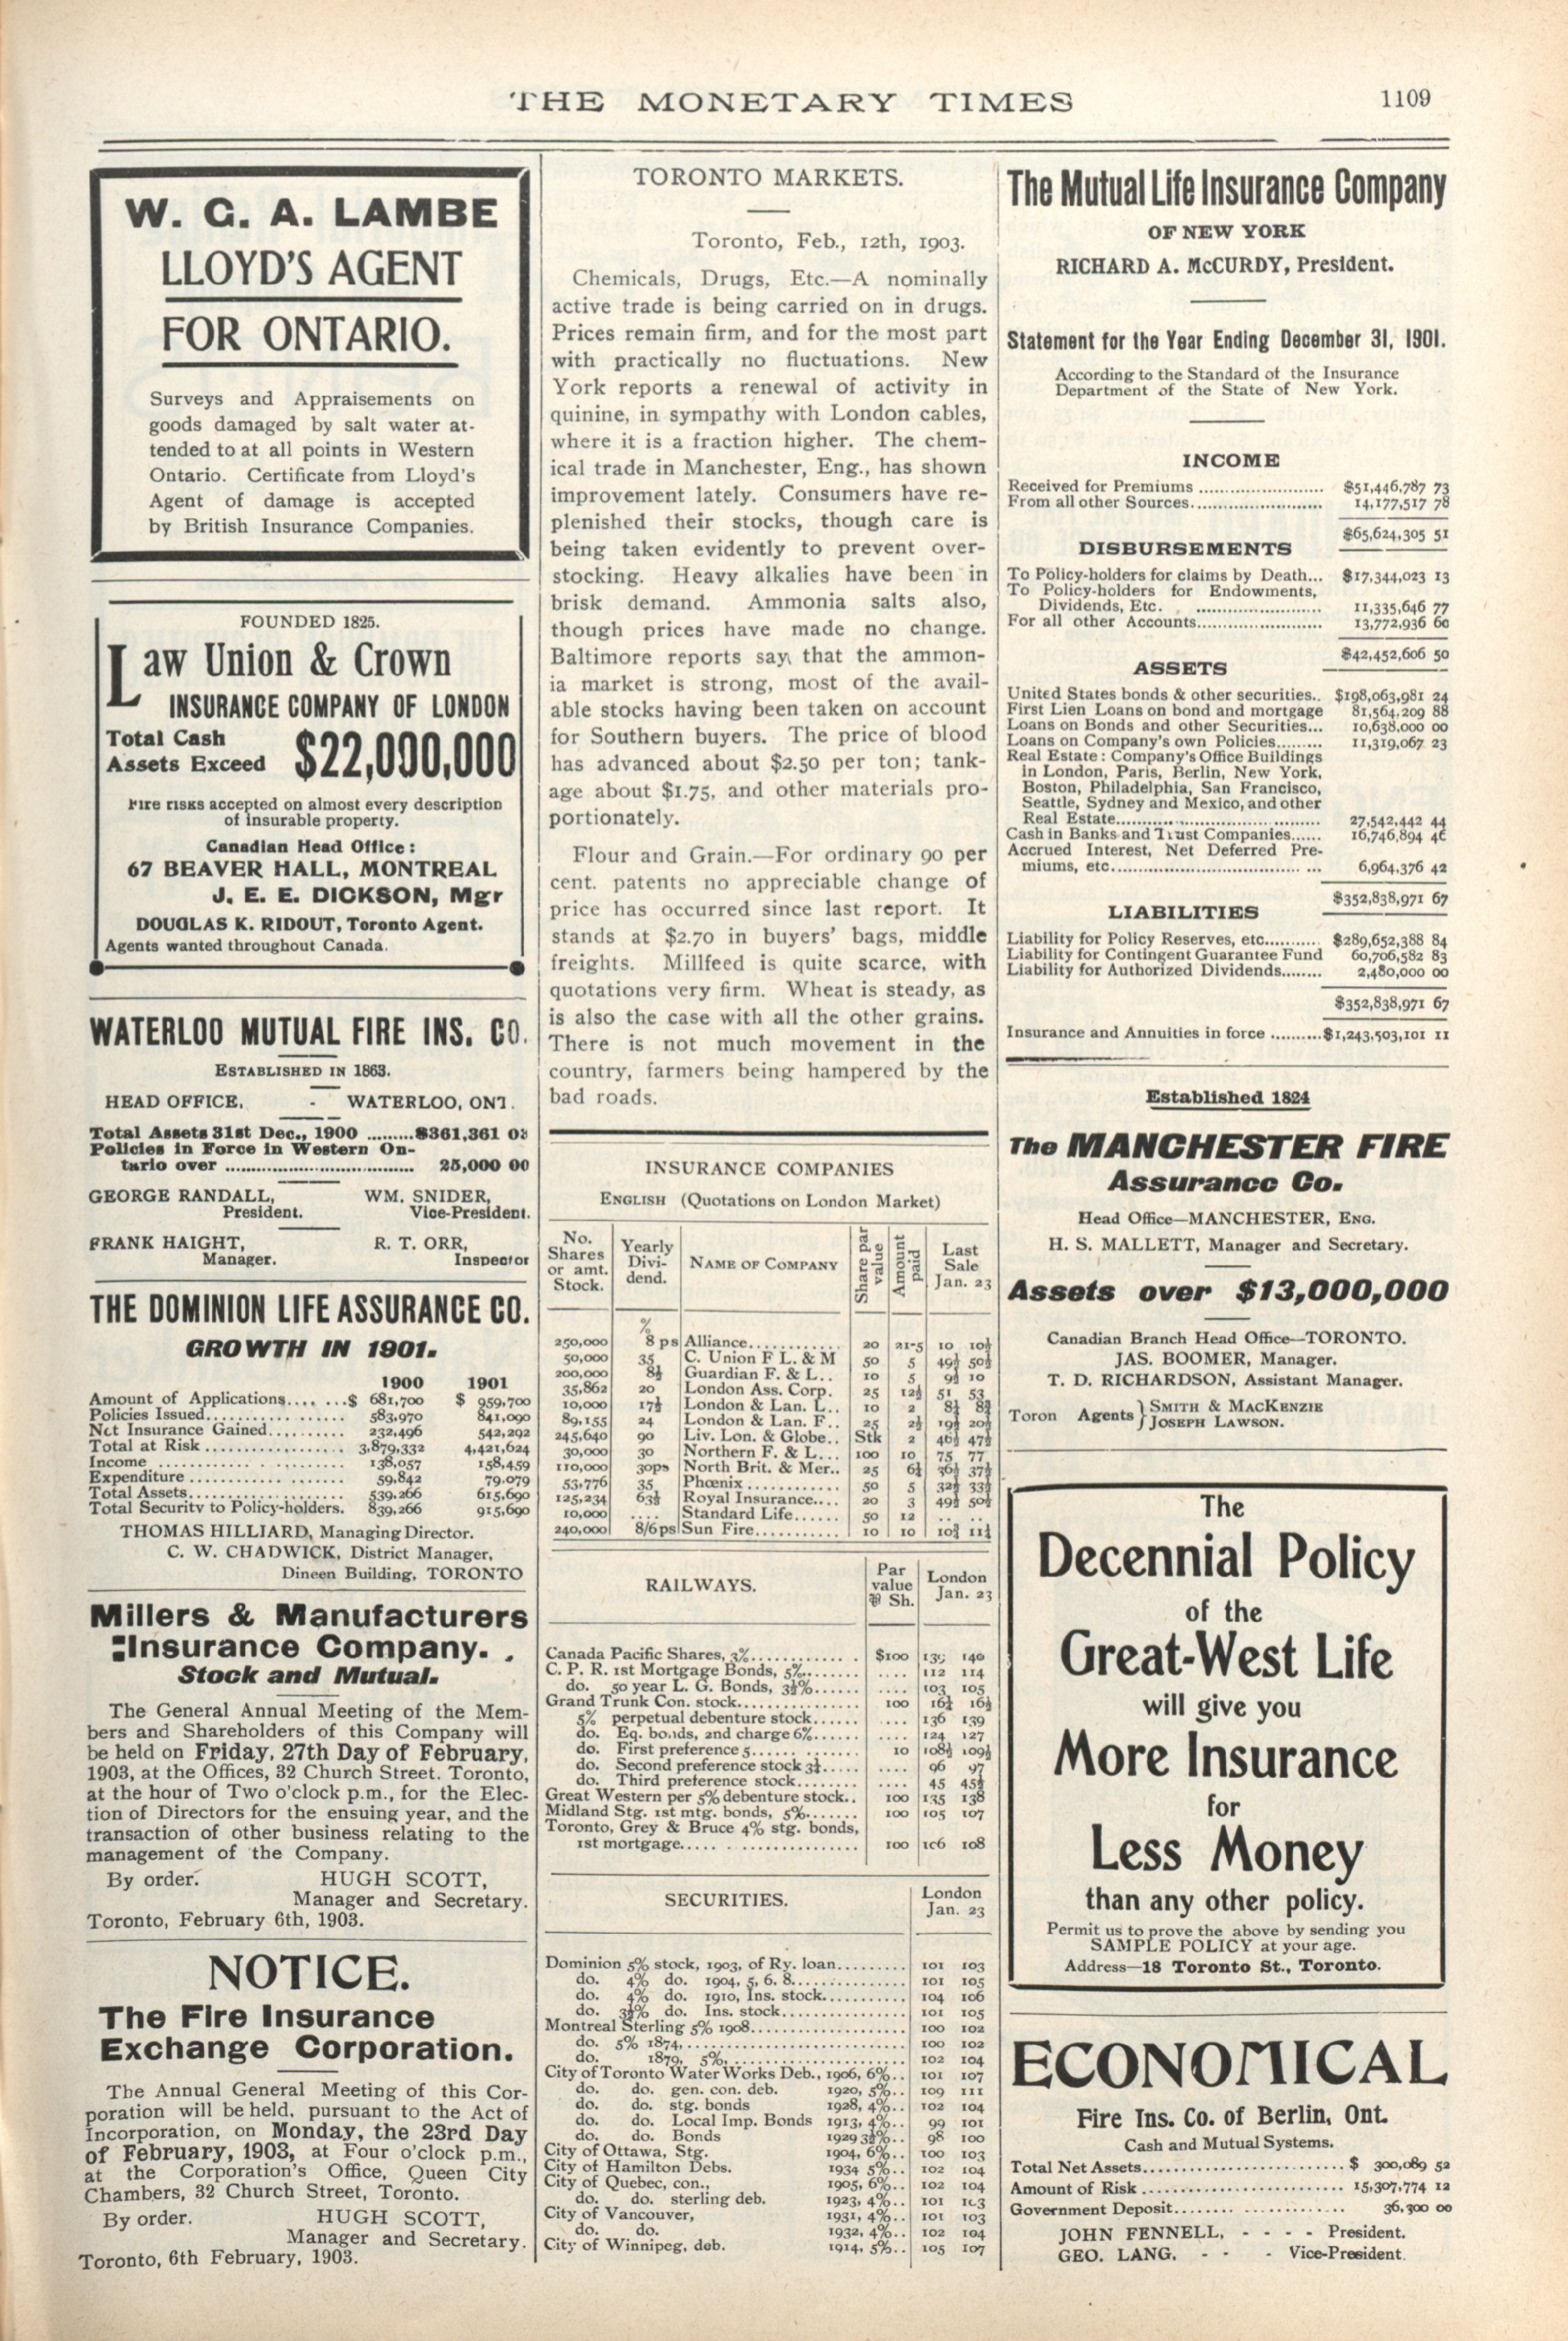 THE MONETARY TIMES
1109
W. G. A. LAMBE
LLOYD'S AGENT
FOR ONTARIO.
Surveys and Appraisements on
goods damaged by salt water at-
tended to at all points in Western
Ontario. Certificate from Lloyd's
Agent of damage is accepted
by British Insurance Companies.
FOUNDED 1825.
Law Union & Crown
INSURANCE COMPANY OF LONDON
Total Cash
Assets Exceed $22,000,000
Fire risks accepted on almost every description
of insurable property.
Canadian Head Office :
67 BEAVER HALL, MONTREAL
J. E. E. DICKSON, Mgr
DOUGLAS K. RIDOUT, Toronto Agent.
Agents wanted throughout Canada.
WATERLOO MUTUAL FIRE INS. CO.
ESTABLISHED IN 1863.
HEAD OFFICE, - WATERLOO, ONT.
Total Assets 31st Dec., 1900 .........$361,361 03
Policies in Force in Western On-
tario over .................................... 25,000 00
GEORGE RANDALL, WM. SNIDER,
President. Vice-President.
FRANK HAIGHT, R. T. ORR,
Manager. Inspector
THE DOMINION LIFE ASSURANCE CO.
GROWTH IN 1901.
1900 1901
Amount of Applications.... ...$ 681,700 $ 959,700
Policies Issued.................. 583,970 841,090
Net Insurance Gained.......... 232,496 542,292
Total at Risk .................. 3,879,332 4,421,624
Income ........................ 138,057 158,459
Expenditure .................... 59,842 79,079
Total Assets.................... 539,266 615,690
Total Security to Policy-holders. 839,266 915,690
THOMAS HILLIARD, Managing Director.
C. W. CHADWICK, District Manager,
Dineen Building, TORONTO
Millers & Manufacturers
Insurance Company. .
Stock and Mutual.
The General Annual Meeting of the Mem-
bers and Shareholders of this Company will
be held on Friday, 27th Day of February,
1903, at the Offices, 32 Church Street. Toronto,
at the hour of Two o'clock p.m., for the Elec-
tion of Directors for the ensuing year, and the
transaction of other business relating to the
management of the Company.
By order. HUGH SCOTT,
Manager and Secretary.
Toronto, February 6th, 1903.
NOTICE.
The Fire Insurance
Exchange Corporation.
The Annual General Meeting of this Cor-
poration will be held, pursuant to the Act of
Incorporation, on Monday, the 23rd Day
of February, 1903, at Four o'clock p.m.,
at the Corporation's Office, Queen City
Chambers, 32 Church Street, Toronto.
By order. HUGH SCOTT,
Manager and Secretary.
Toronto, 6th February, 1903.
TORONTO MARKETS.
Toronto, Feb., 12th, 1903.
Chemicals, Drugs, Etc.—A nominally
active trade is being carried on in drugs.
Prices remain firm, and for the most part
with practically no fluctuations. New
York reports a renewal of activity in
quinine, in sympathy with London cables,
where it is a fraction higher. The chem-
ical trade in Manchester, Eng., has shown
improvement lately. Consumers have re-
plenished their stocks, though care is
being taken evidently to prevent over-
stocking. Heavy alkalies have been in
brisk demand. Ammonia salts also,
though prices have made no change.
Baltimore reports say that the ammon-
ia market is strong, most of the avail-
able stocks having been taken on account
for Southern buyers. The price of blood
has advanced about $2.50 per ton; tank-
age about $1.75, and other materials pro-
portionately.
Flour and Grain.—For ordinary 90 per
cent. patents no appreciable change of
price has occurred since last report. It
stands at $2.70 in buyers' bags, middle
freights. Millfeed is quite scarce, with
quotations very firm. Wheat is steady, as
is also the case with all the other grains.
There is not much movement in the
country, farmers being hampered by the
bad roads.
INSURANCE COMPANIES
ENGLISH (Quotations on London Market)
No. Shares or amt. Stock. | Yearly Divi-dend. | NAME OF COMPANY | Share par value | Amount paid | Last Sale Jan. 23
%
250,000 8 ps Alliance............ 20 21-5 10 10½
50,000 35 C. Union F L. & M 50 5 49½ 50½
200,000 8½ Guardian F. & L.. 10 5 9½ 10
35,862 20 London Ass. Corp. 25 12½ 51 53
10,000 17½ London & Lan. L.. 10 2
89,155 24 London & Lan. F.. 25 2½ 19½ 20½
245,640 90 Liv. Lon. & Globe.. Stk 2 46½ 47½
30,000 30 Northern F. & L... 100 10 75 77
110,000 30ps North Brit. & Mer.. 25 6¼ 36½ 37½
53,776 35 Phœnix............ 50 5 32½ 33½
125,234 63½ Royal Insurance.... 20 3 49½ 50½
10,000 .... Standard Life...... 50 12 .. ..
240,000 8/6ps Sun Fire........... 10 10 10¾ 11¼
RAILWAYS. | Par value ℔ Sh. | London Jan. 23
Canada Pacific Shares, 3%............. $100 139 140
C. P. R. 1st Mortgage Bonds, 5%........ .... 112 114
do. 50 year L. G. Bonds, 3½%...... .... 103 105
Grand Trunk Con. stock................ 100 16¼ 16½
5% perpetual debenture stock...... .... 136 139
do. Eq. bonds, 2nd charge 6%...... .... 124 127
do. First preference 5...... ....... 10 108½ 109½
do. Second preference stock 3¼..... .... 96 97
do. Third preference stock........ .... 45 45½
Great Western per 5% debenture stock.. 100 135 138
Midland Stg. 1st mtg. bonds, 5%....... 100 105 107
Toronto, Grey & Bruce 4% stg. bonds,
1st mortgage..... ................ 100 106 108
SECURITIES. | London Jan. 23
Dominion 5% stock, 1903, of Ry. loan......... 101 103
do. 4% do. 1904, 5, 6, 8............... 101 105
do. 4% do. 1910, Ins. stock........... 104 106
do. 3½% do. Ins. stock................ 101 105
Montreal Sterling 5% 1908.................... 100 102
do. 5% 1874,............................ 100 102
do. 1879, 5%,....................... 102 104
City of Toronto Water Works Deb., 1906, 6%.. 101 107
do. do. gen. con. deb. 1920, 5%.. 109 111
do. do. stg. bonds 1928, 4%.. 102 104
do. do. Local Imp. Bonds 1913, 4%.. 99 101
do. do. Bonds 1929 3½%.. 98 100
City of Ottawa, Stg. 1904, 6%.. 100 103
City of Hamilton Debs. 1934 5%.. 102 104
City of Quebec, con., 1905, 6%.. 102 104
do. do. sterling deb. 1923, 4%.. 101 103
City of Vancouver, 1931, 4%.. 101 103
do. do. 1932, 4%.. 102 104
City of Winnipeg, deb. 1914, 5%.. 105 107
The Mutual Life Insurance Company
OF NEW YORK
RICHARD A. McCURDY, President.
Statement for the Year Ending December 31, 1901.
According to the Standard of the Insurance
Department of the State of New York.
INCOME
Received for Premiums ........................ $51,446,787 73
From all other Sources......................... 14,177,517 78
$65,624,305 51
DISBURSEMENTS
To Policy-holders for claims by Death... $17,344,023 13
To Policy-holders for Endowments,
Dividends, Etc. ........................ 11,335,646 77
For all other Accounts........................ 13,772,936 60
$42,452,606 50
ASSETS
United States bonds & other securities.. $198,063,981 24
First Lien Loans on bond and mortgage 81,564,209 88
Loans on Bonds and other Securities... 10,638,000 00
Loans on Company's own Policies......... 11,319,067 23
Real Estate : Company's Office Buildings
in London, Paris, Berlin, New York,
Boston, Philadelphia, San Francisco,
Seattle, Sydney and Mexico, and other
Real Estate........................................ 27,542,442 44
Cash in Banks and Trust Companies...... 16,746,894 46
Accrued Interest, Net Deferred Pre-
miums, etc........................................ 6,964,376 42
$352,838,971 67
LIABILITIES
Liability for Policy Reserves, etc........... $289,652,388 84
Liability for Contingent Guarantee Fund 60,706,582 83
Liability for Authorized Dividends........ 2,480,000 00
$352,838,971 67
Insurance and Annuities in force ..........$1,243,503,101 11
Established 1824
The MANCHESTER FIRE
Assurance Co.
Head Office—MANCHESTER, ENG.
H. S. MALLETT, Manager and Secretary.
Assets over $13,000,000
Canadian Branch Head Office—TORONTO.
JAS. BOOMER, Manager.
T. D. RICHARDSON, Assistant Manager.
Toron Agents } SMITH & MACKENZIE
JOSEPH LAWSON.
The
Decennial Policy
of the
Great-West Life
will give you
More Insurance
for
Less Money
than any other policy.
Permit us to prove the above by sending you
SAMPLE POLICY at your age.
Address—18 Toronto St., Toronto.
ECONOMICAL
Fire Ins. Co. of Berlin, Ont.
Cash and Mutual Systems.
Total Net Assets............................ $ 300,089 52
Amount of Risk ............................ 15,307,774 12
Government Deposit........ ............ 36,300 00
JOHN FENNELL, - - - - President.
GEO. LANG, - - - Vice-President.